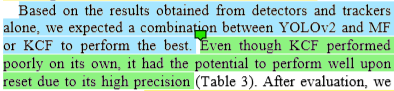 Based on the results obtained from detectors and trackers
alone, we expected a combination between YOLOv2 and MF
or KCF to perform the best. Even though KCF performed
poorly on its own, it had the potential to perform well upon
reset due to its high precision (Table 3). After evaluation, we